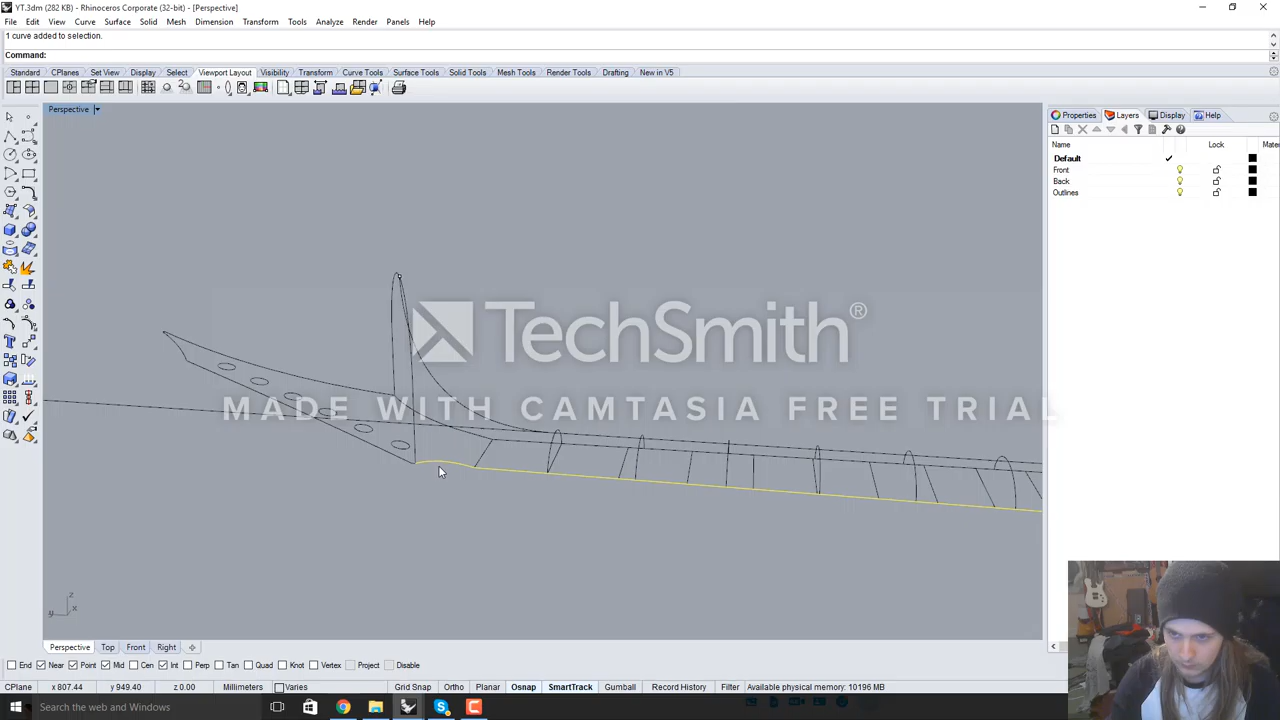 YT.3dm (282 KB) - Rhinoceros Corporate (32-bit) - [Perspective]
File Edit View Curve Surface Solid Mesh Dimension Transform Tools Analyze Render Panels Help
1 curve added to selection.
Command:
Standard CPlanes Set View Display Select Viewport Layout Visibility Transform Curve Tools Surface Tools Solid Tools Mesh Tools Render Tools Drafting New in V5
Perspective
Properties Layers Display Help
Name Lock
Default
Front
Back
Outlines
TechSmith®
MADE WITH CAMTASIA FREE TRIAL
z
y x
Perspective Top Front Right
End Near Point Mid Cen Int Perp Tan Quad Knot Vertex Project Disable
CPlane x 807.44 y 949.40 z 0.00 Millimeters Varies Grid Snap Ortho Planar Osnap SmartTrack Gumball Record History Filter Available physical memory: 10196 MB
Search the web and Windows